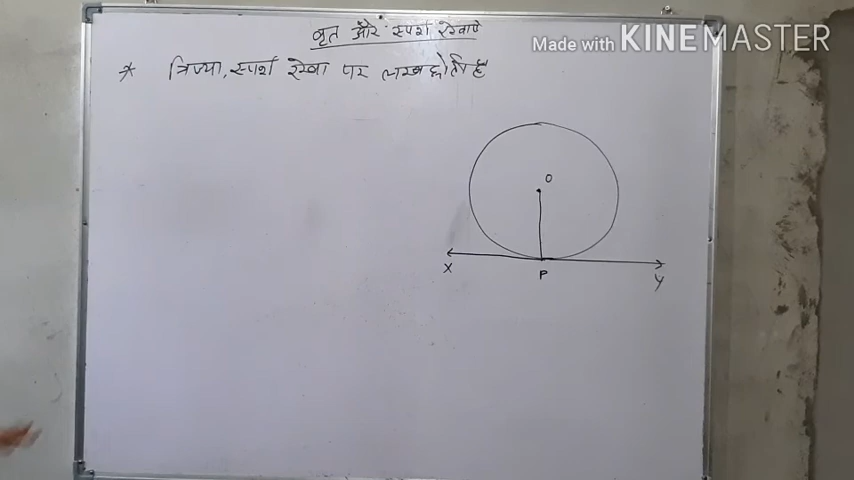 वृत और स्पर्श रेखाएे
Made with KINEMASTER
* त्रिज्या, स्पर्श रेखा पर लम्ब होती है
O
X
P
Y